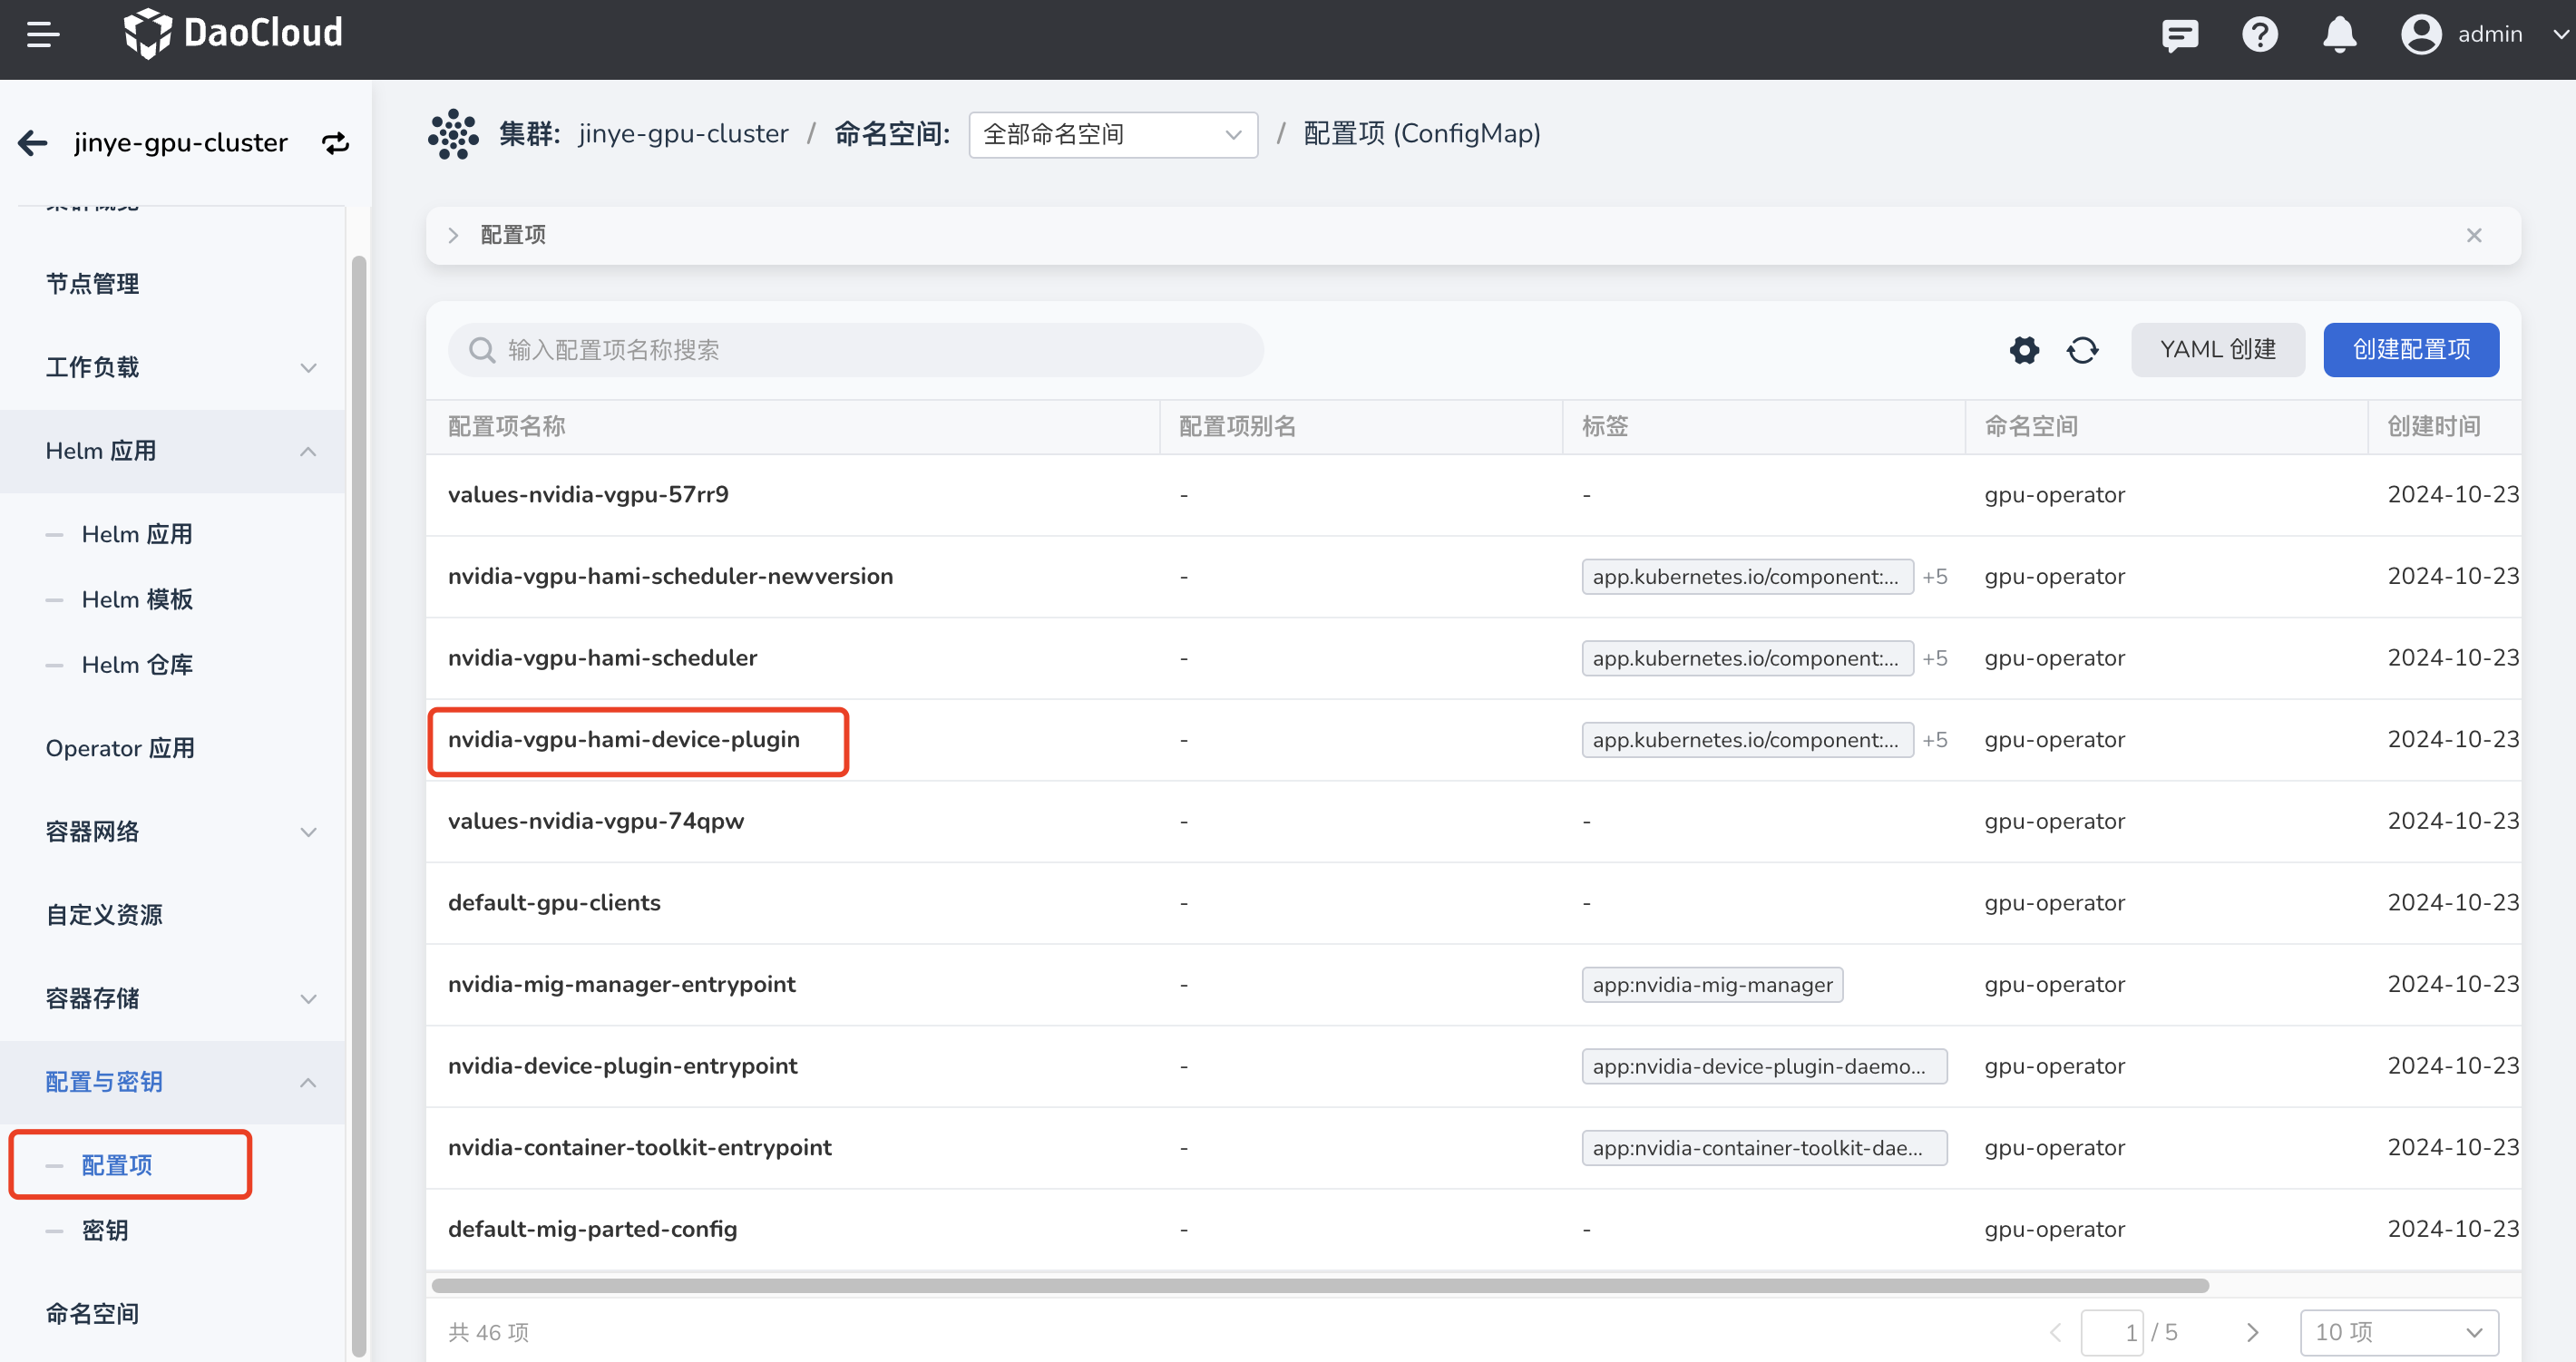 DaoCloud
admin
jinye-gpu-cluster
节点管理
工作负载
Helm 应用
Helm 应用
Helm 模板
Helm 仓库
Operator 应用
容器网络
自定义资源
容器存储
配置与密钥
配置项
密钥
命名空间
集群: jinye-gpu-cluster / 命名空间: 全部命名空间 / 配置项 (ConfigMap)
配置项
输入配置项名称搜索
YAML 创建
创建配置项
配置项名称 配置项别名 标签 命名空间 创建时间
values-nvidia-vgpu-57rr9 - - gpu-operator 2024-10-23
nvidia-vgpu-hami-scheduler-newversion - app.kubernetes.io/component:... +5 gpu-operator 2024-10-23
nvidia-vgpu-hami-scheduler - app.kubernetes.io/component:... +5 gpu-operator 2024-10-23
nvidia-vgpu-hami-device-plugin - app.kubernetes.io/component:... +5 gpu-operator 2024-10-23
values-nvidia-vgpu-74qpw - - gpu-operator 2024-10-23
default-gpu-clients - - gpu-operator 2024-10-23
nvidia-mig-manager-entrypoint - app:nvidia-mig-manager gpu-operator 2024-10-23
nvidia-device-plugin-entrypoint - app:nvidia-device-plugin-daemo... gpu-operator 2024-10-23
nvidia-container-toolkit-entrypoint - app:nvidia-container-toolkit-dae... gpu-operator 2024-10-23
default-mig-parted-config - - gpu-operator 2024-10-23
共 46 项
1 / 5
10 项